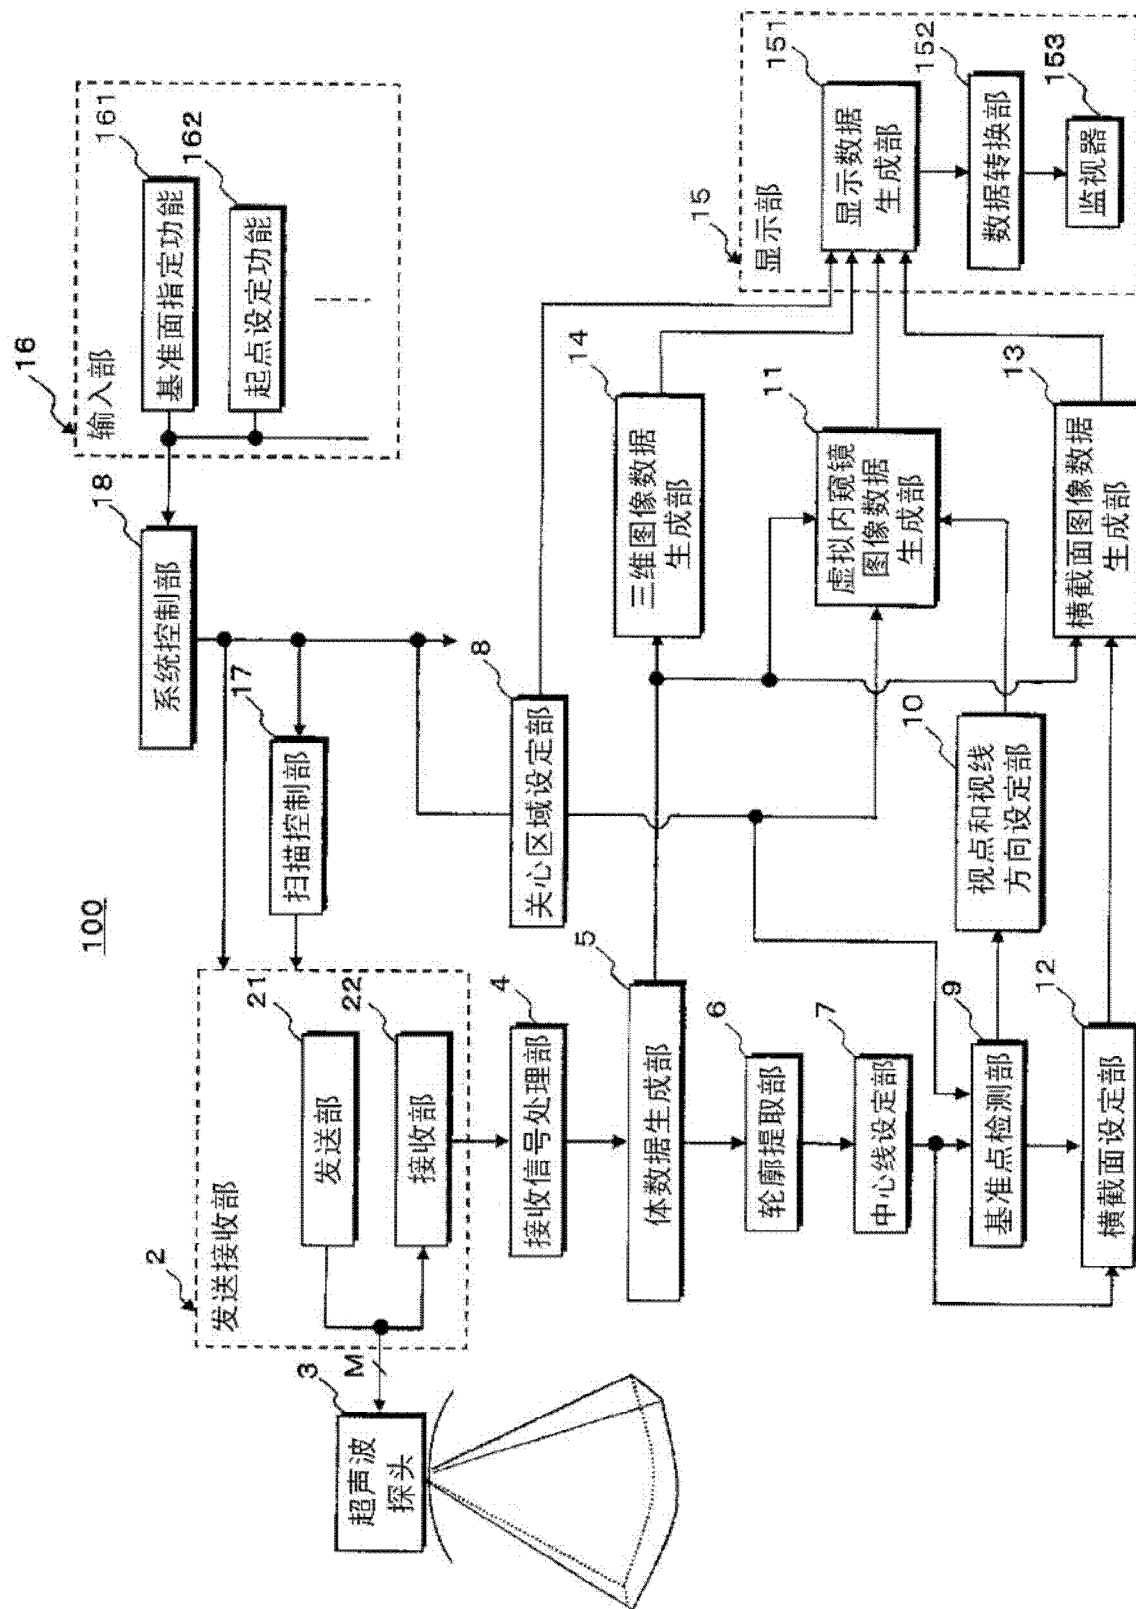 100
16
输入部
161
基准面指定功能
162
起点设定功能
18
系统控制部
17
扫描控制部
2
发送接收部
21
发送部
22
接收部
M
3
超声波
探头
4
接收信号处理部
5
体数据生成部
6
轮廓提取部
7
中心线设定部
8
关心区域设定部
9
基准点检测部
10
视点和视线
方向设定部
11
虚拟内窥镜
图像数据
生成部
12
横截面设定部
13
横截面图像数据
生成部
14
三维图像数据
生成部
15
显示部
151
显示数据
生成部
152
数据转换部
153
监视器